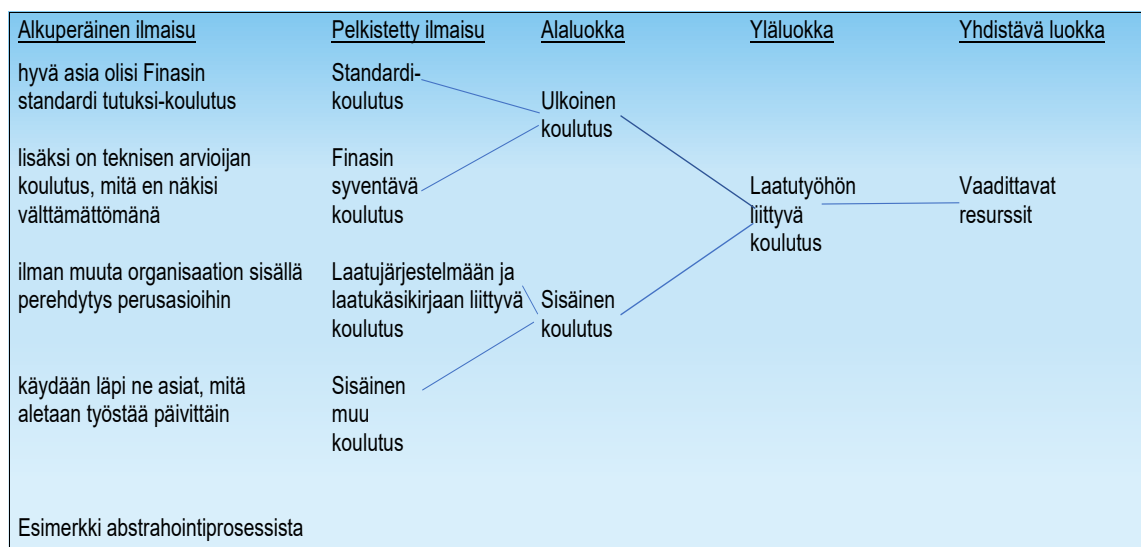 Alkuperäinen ilmaisu
Pelkistetty ilmaisu
Alaluokka
Yläluokka
Yhdistävä luokka
hyvä asia olisi Finasin
standardi tutuksi-koulutus
Standardi-
koulutus
Ulkoinen
koulutus
lisäksi on teknisen arvioijan
koulutus, mitä en näkisi
välttämättömänä
Finasin
syventävä
koulutus
Laatutyöhön
liittyvä
koulutus
Vaadittavat
resurssit
ilman muuta organisaation sisällä
perehdytys perusasioihin
Laatujärjestelmään ja
laatukäsikirjaan liittyvä
koulutus
Sisäinen
koulutus
käydään läpi ne asiat, mitä
aletaan työstää päivittäin
Sisäinen
muu
koulutus
Esimerkki abstrahointiprosessista